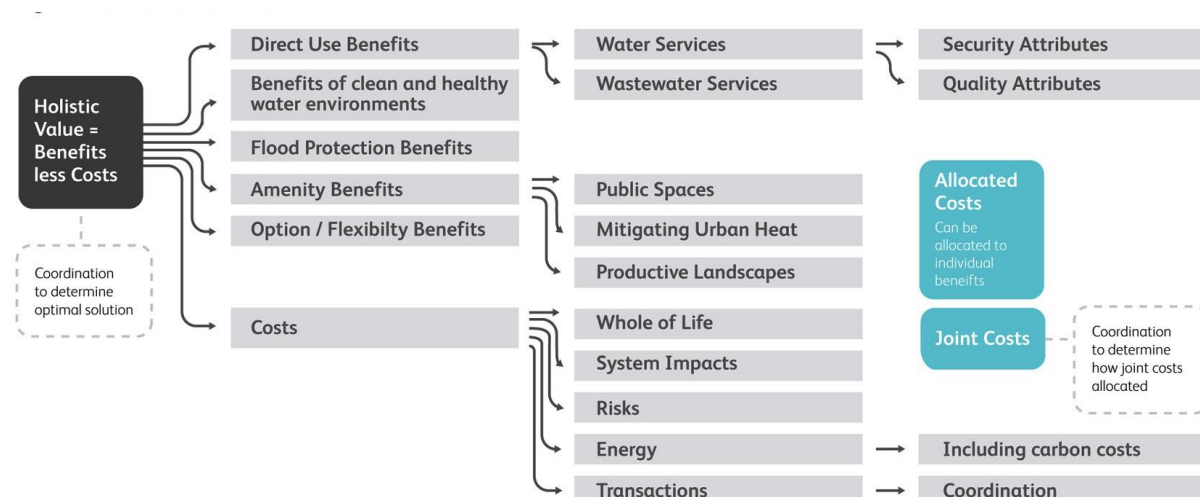 Holistic
Value =
Benefits
less Costs
Coordination
to determine
optimal solution
Direct Use Benefits
Benefits of clean and healthy
water environments
Flood Protection Benefits
Amenity Benefits
Option / Flexibilty Benefits
Costs
Water Services
Wastewater Services
Public Spaces
Mitigating Urban Heat
Productive Landscapes
Whole of Life
System Impacts
Risks
Energy
Transactions
Security Attributes
Quality Attributes
Allocated
Costs
Can be
allocated to
individual
beneifts
Joint Costs
Coordination
to determine
how joint costs
allocated
Including carbon costs
Coordination